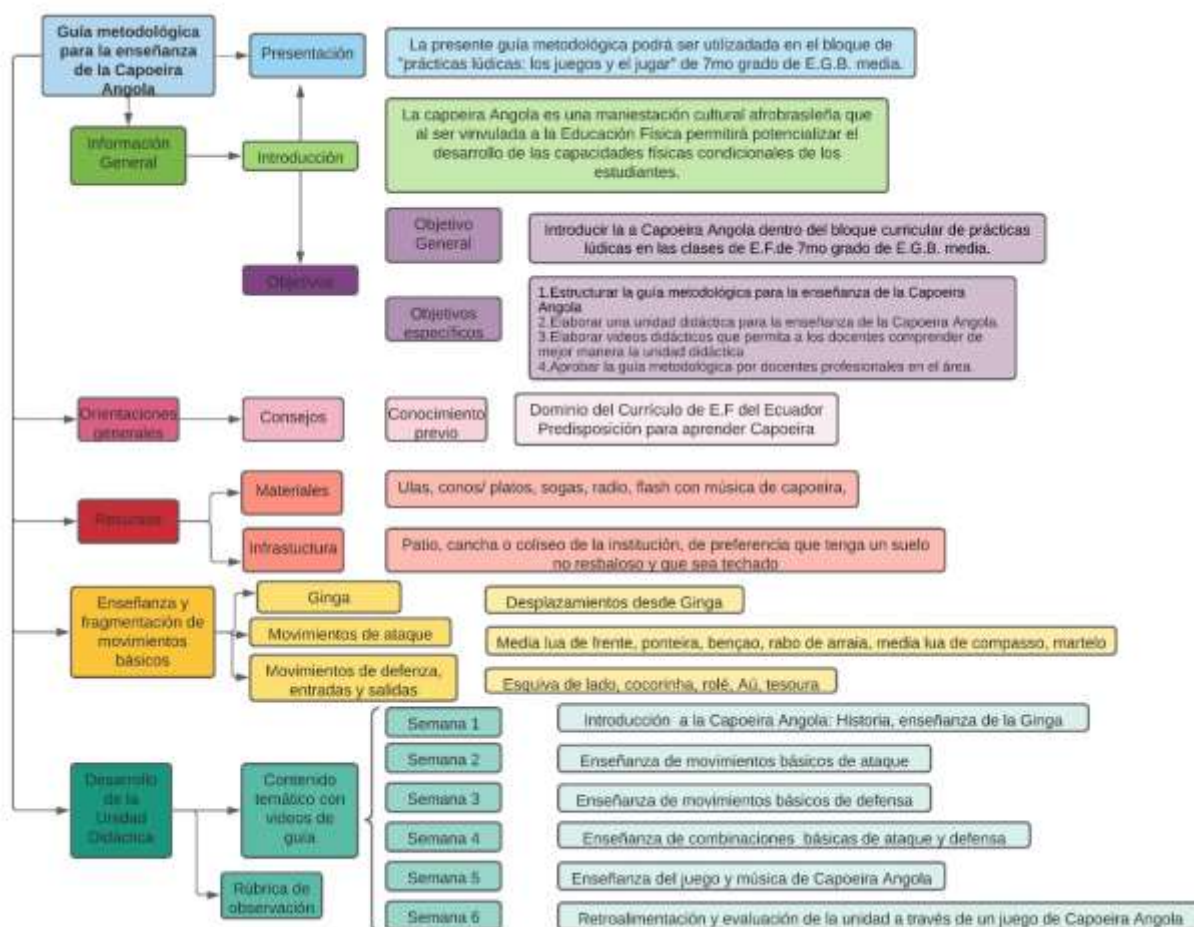 Guía metodológica
para la enseñanza
de la Capoeira
Angola
Presentación
La presente guía metodológica podrá ser utilizadada en el bloque de
"prácticas lúdicas: los juegos y el jugar" de 7mo grado de E.G.B. media.
Información
General
Introducción
La capoeira Angola es una maniestación cultural afrobrasileña que
al ser vinvulada a la Educación Física permitirá potencializar el
desarrollo de las capacidades físicas condicionales de los
estudiantes.
Objetivos
Objetivo
General
Introducir la a Capoeira Angola dentro del bloque curricular de prácticas
lúdicas en las clases de E.F.de 7mo grado de E.G.B. media.
Objetivos
específicos
1.Estructurar la guía metodológica para la enseñanza de la Capoeira
Angola
2.Elaborar una unidad didáctica para la enseñanza de la Capoeira Angola.
3.Elaborar videos didácticos que permita a los docentes comprender de
mejor manera la unidad didáctica
4.Aprobar la guía metodológica por docentes profesionales en el área.
Orientaciones
generales
Consejos
Conocimiento
previo
Dominio del Currículo de E.F del Ecuador
Predisposición para aprender Capoeira
Recursos
Materiales
Ulas, conos/ platos, sogas, radio, flash con música de capoeira,
Infrastuctura
Patio, cancha o coliseo de la institución, de preferencia que tenga un suelo
no resbaloso y que sea techado
Enseñanza y
fragmentación de
movimientos
básicos
Ginga
Desplazamientos desde Ginga
Movimientos de ataque
Media lua de frente, ponteira, bençao, rabo de arraia, media lua de compasso, martelo
Movimientos de defenza,
entradas y salidas
Esquiva de lado, cocorinha, rolé, Aú, tesoura
Desarrollo
de la
Unidad
Didáctica
Contenido
temático con
videos de
guía
Rúbrica de
observación
Semana 1
Introducción a la Capoeira Angola: Historia, enseñanza de la Ginga
Semana 2
Enseñanza de movimientos básicos de ataque
Semana 3
Enseñanza de movimientos básicos de defensa
Semana 4
Enseñanza de combinaciones básicas de ataque y defensa
Semana 5
Enseñanza del juego y música de Capoeira Angola
Semana 6
Retroalimentación y evaluación de la unidad a través de un juego de Capoeira Angola